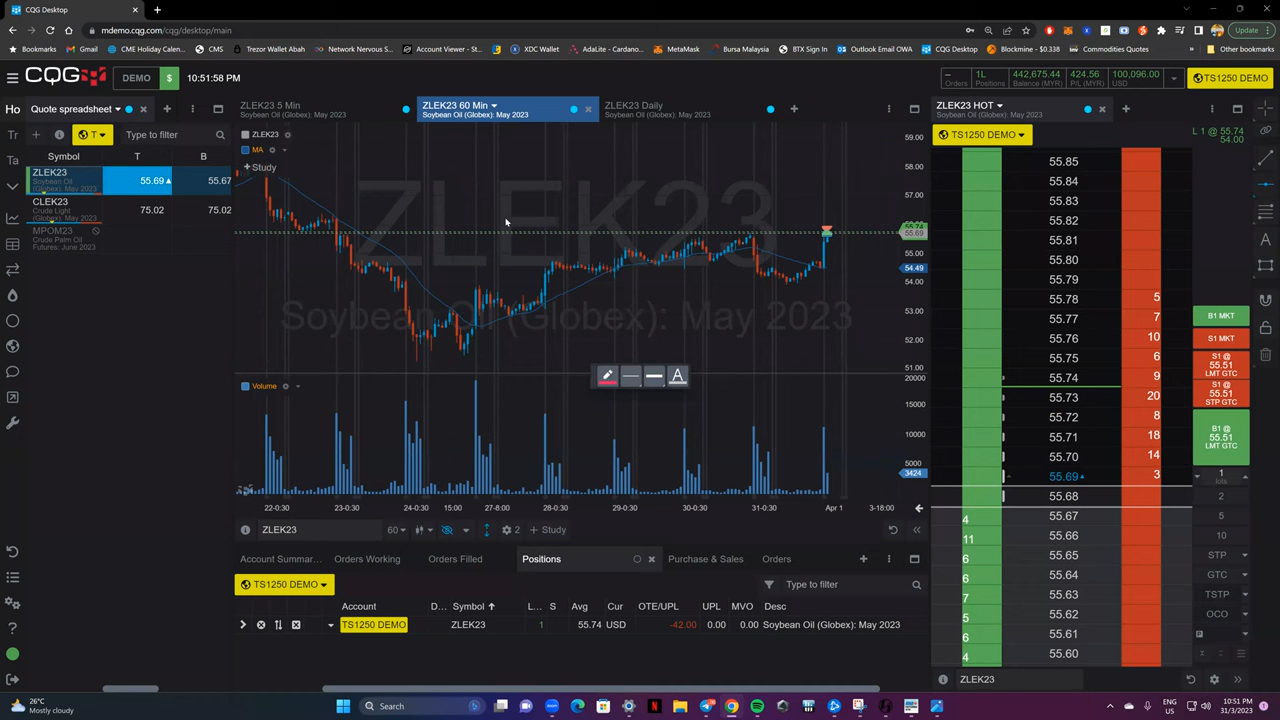 CQG Desktop
mdemo.cqg.com/cqg/desktop/main
Update
Bookmarks Gmail CME Holiday Calen... CMS Trezor Wallet Abah Network Nervous S... Account Viewer - St... XDC Wallet AdaLite - Cardano... MetaMask Bursa Malaysia BTX Sign In Outlook Email OWA CQG Desktop Blockmine - $0.338 Commodities Quotes Other bookmarks
CQG DEMO $ 10:51:58 PM
– Orders 1L Positions 442,675.44 Balance (MYR) 424.56 P/L (MYR) 100,096.00 Purchasing Power
TS1250 DEMO
Ho
Tr
Ta
Quote spreadsheet
T
Type to filter
Symbol T B
ZLEK23 55.69 55.67
Soybean Oil (Globex): May 2023
CLEK23 75.02 75.02
Crude Light (Globex): May 2023
MPOM23
Crude Palm Oil Futures: June 2023
ZLEK23 5 Min
Soybean Oil (Globex): May 2023
ZLEK23 60 Min
Soybean Oil (Globex): May 2023
ZLEK23 Daily
Soybean Oil (Globex): May 2023
ZLEK23
MA
+ Study
ZLEK23
Soybean Oil (Globex): May 2023
59.00
58.00
57.00
55.74
55.69
55.00
54.49
54.00
53.00
52.00
51.00
A
Volume
20000
15000
10000
5000
3424
22-0:30 23-0:30 24-0:30 15:00 27-8:00 28-0:30 29-0:30 30-0:30 31-0:30 Apr 1 3-18:00
ZLEK23 60 2 + Study
Account Summar... Orders Working Orders Filled Positions Purchase & Sales Orders
TS1250 DEMO
Type to filter
Account D... Symbol L... S Avg Cur OTE/UPL UPL MVO Desc
TS1250 DEMO ZLEK23 1 55.74 USD -42.00 0.00 0.00 Soybean Oil (Globex): May 2023
ZLEK23 HOT
Soybean Oil (Globex): May 2023
TS1250 DEMO
L 1 @ 55.74
54.00
55.85
55.84
55.83
55.82
55.81
55.80
55.79
55.78 5
55.77 7
55.76 10
55.75 6
55.74 9
55.73 20
55.72 8
55.71 18
55.70 14
55.69 3
55.68
4 55.67
11 55.66
6 55.65
6 55.64
7 55.63
5 55.62
6 55.61
4 55.60
B1 MKT
S1 MKT
S1 @
55.51
LMT GTC
S1 @
55.51
STP GTC
B1 @
55.51
LMT GTC
1
lots
2
5
10
STP
GTC
TSTP
OCO
ZLEK23
A
26°C
Mostly cloudy
Search
ENG
US
10:51 PM
31/3/2023